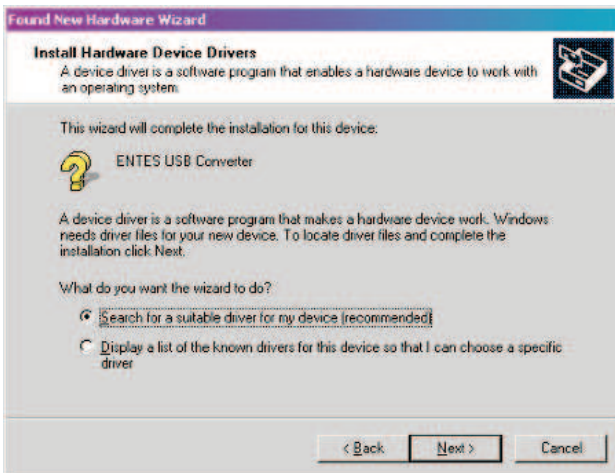 Found New Hardware Wizard
Install Hardware Device Drivers
A device driver is a software program that enables a hardware device to work with
an operating system.
This wizard will complete the installation for this device:
ENTES USB Converter
A device driver is a software program that makes a hardware device work. Windows
needs driver files for your new device. To locate driver files and complete the
installation click Next.
What do you want the wizard to do?
Search for a suitable driver for my device (recommended)
Display a list of the known drivers for this device so that I can choose a specific
driver
< Back Next > Cancel